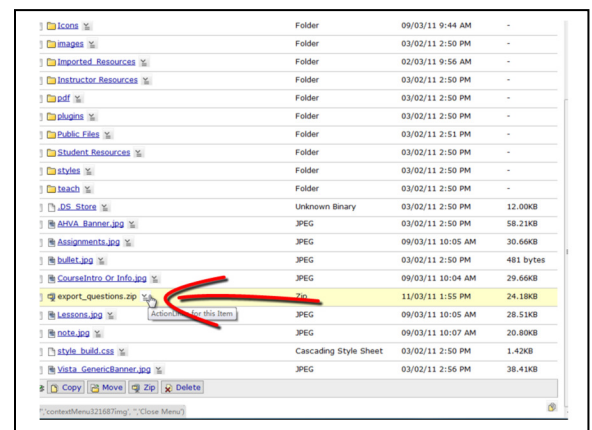 Icons Folder 09/03/11 9:44 AM -
images Folder 03/02/11 2:50 PM -
Imported Resources Folder 02/03/11 9:56 AM -
Instructor Resources Folder 03/02/11 2:50 PM -
pdf Folder 03/02/11 2:50 PM -
plugins Folder 03/02/11 2:50 PM -
Public Files Folder 03/02/11 2:51 PM -
Student Resources Folder 03/02/11 2:50 PM -
styles Folder 03/02/11 2:50 PM -
teach Folder 03/02/11 2:50 PM -
.DS_Store Unknown Binary 03/02/11 2:50 PM 12.00KB
AHVA_Banner.jpg JPEG 03/02/11 2:50 PM 58.21KB
Assignments.jpg JPEG 09/03/11 10:05 AM 30.66KB
bullet.jpg JPEG 03/02/11 2:50 PM 481 bytes
CourseIntro Or Info.jpg JPEG 09/03/11 10:04 AM 29.66KB
export_questions.zip Zip 11/03/11 1:55 PM 24.18KB
Lessons.jpg JPEG 09/03/11 10:05 AM 28.51KB
ActionLinks for this Item
note.jpg JPEG 09/03/11 10:07 AM 20.80KB
style_build.css Cascading Style Sheet 03/02/11 2:50 PM 1.42KB
Vista_GenericBanner.jpg JPEG 03/02/11 2:56 PM 38.41KB
Copy Move Zip Delete
'','contextMenu321687img', '','Close Menu')